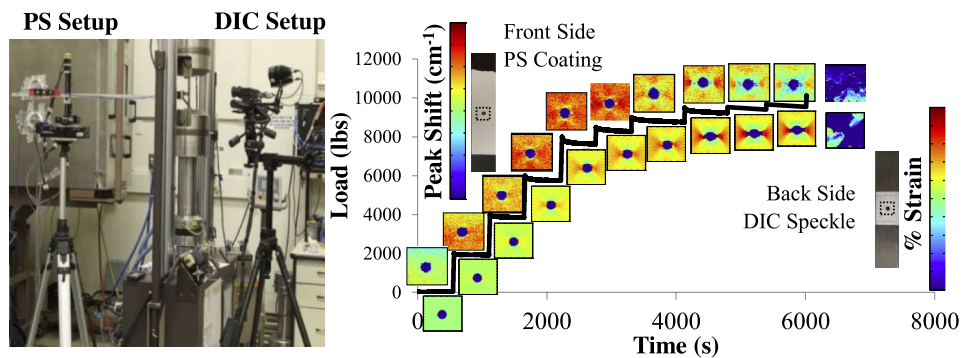 PS Setup
DIC Setup
Load (lbs)
12000
10000
8000
6000
4000
2000
0
Peak Shift (cm⁻¹)
Front Side
PS Coating
Back Side
DIC Speckle
% Strain
0
2000
4000
6000
8000
Time (s)